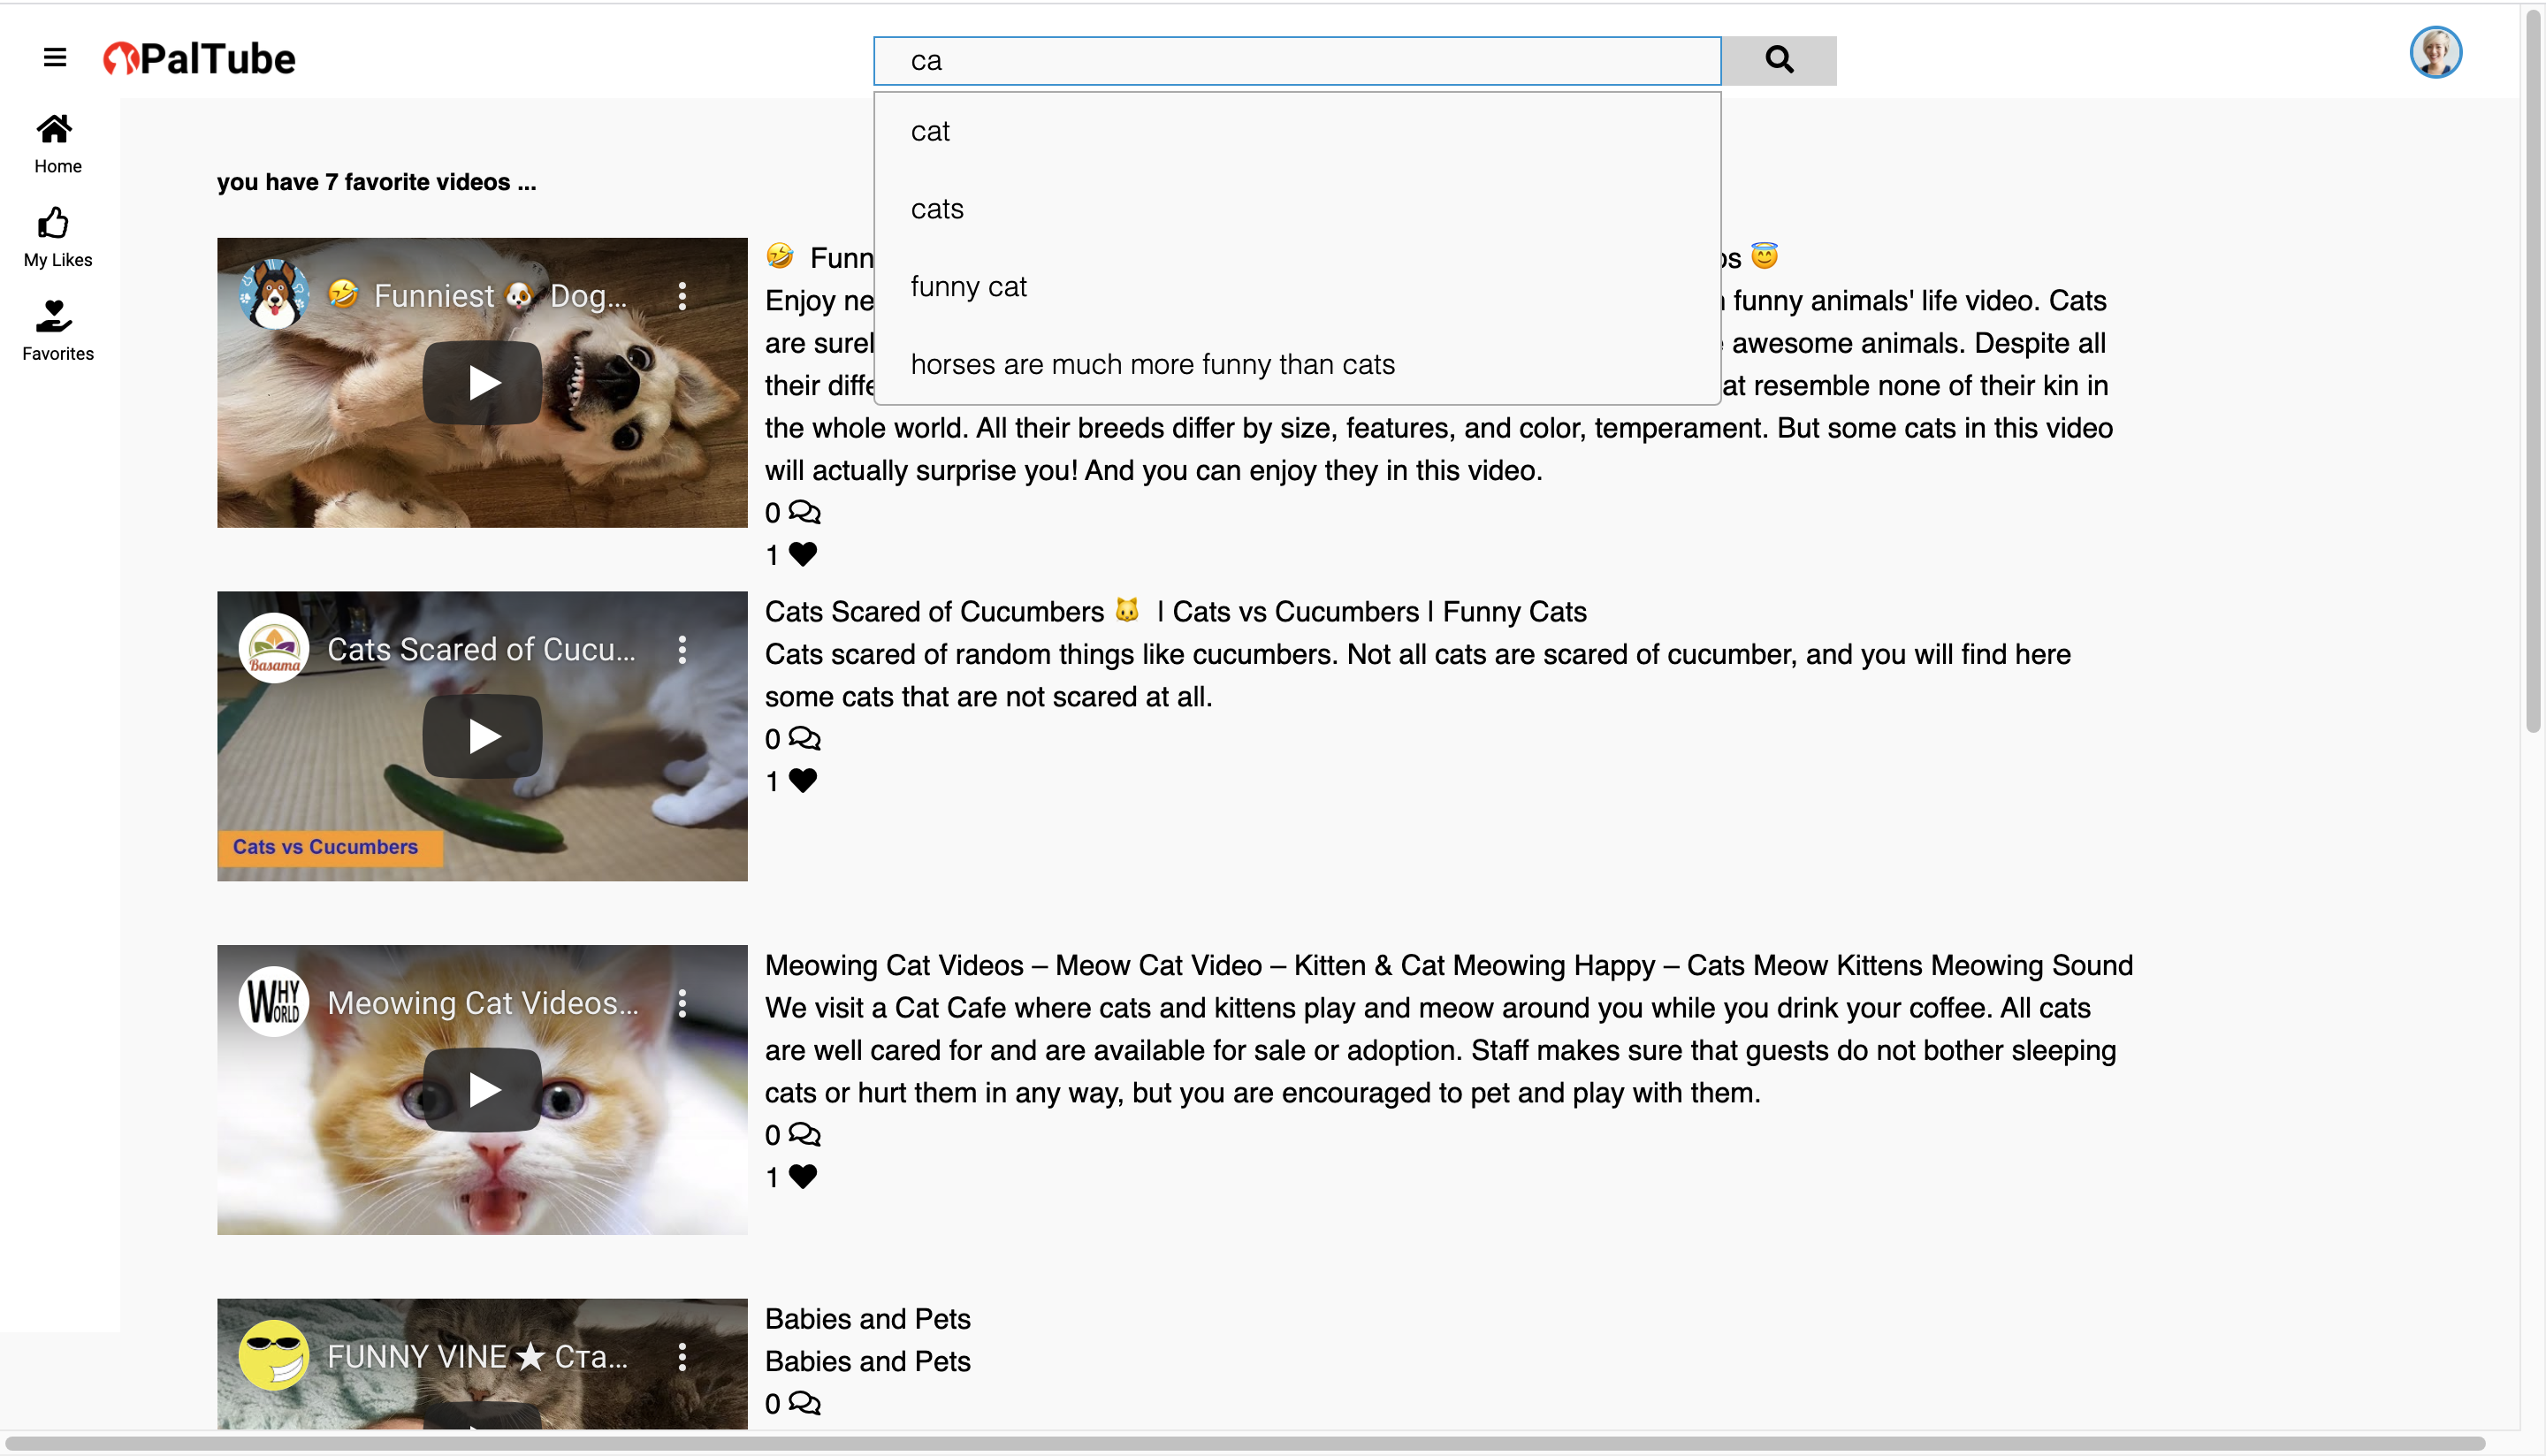 PalTube
ca
cat
cats
funny cat
horses are much more funny than cats
Home
My Likes
Favorites
you have 7 favorite videos ...
🤣 Funniest 🐶 Dog...
🤣 Funn
os 😇
Enjoy ne
funny animals' life video. Cats
are surel
awesome animals. Despite all
their diffe
at resemble none of their kin in
the whole world. All their breeds differ by size, features, and color, temperament. But some cats in this video
will actually surprise you! And you can enjoy they in this video.
0
1
Basama
Cats Scared of Cucu...
Cats vs Cucumbers
Cats Scared of Cucumbers 🐱 | Cats vs Cucumbers I Funny Cats
Cats scared of random things like cucumbers. Not all cats are scared of cucumber, and you will find here
some cats that are not scared at all.
0
1
WHY
WORLD
Meowing Cat Videos...
Meowing Cat Videos – Meow Cat Video – Kitten & Cat Meowing Happy – Cats Meow Kittens Meowing Sound
We visit a Cat Cafe where cats and kittens play and meow around you while you drink your coffee. All cats
are well cared for and are available for sale or adoption. Staff makes sure that guests do not bother sleeping
cats or hurt them in any way, but you are encouraged to pet and play with them.
0
1
FUNNY VINE ★ Ста...
Babies and Pets
Babies and Pets
0